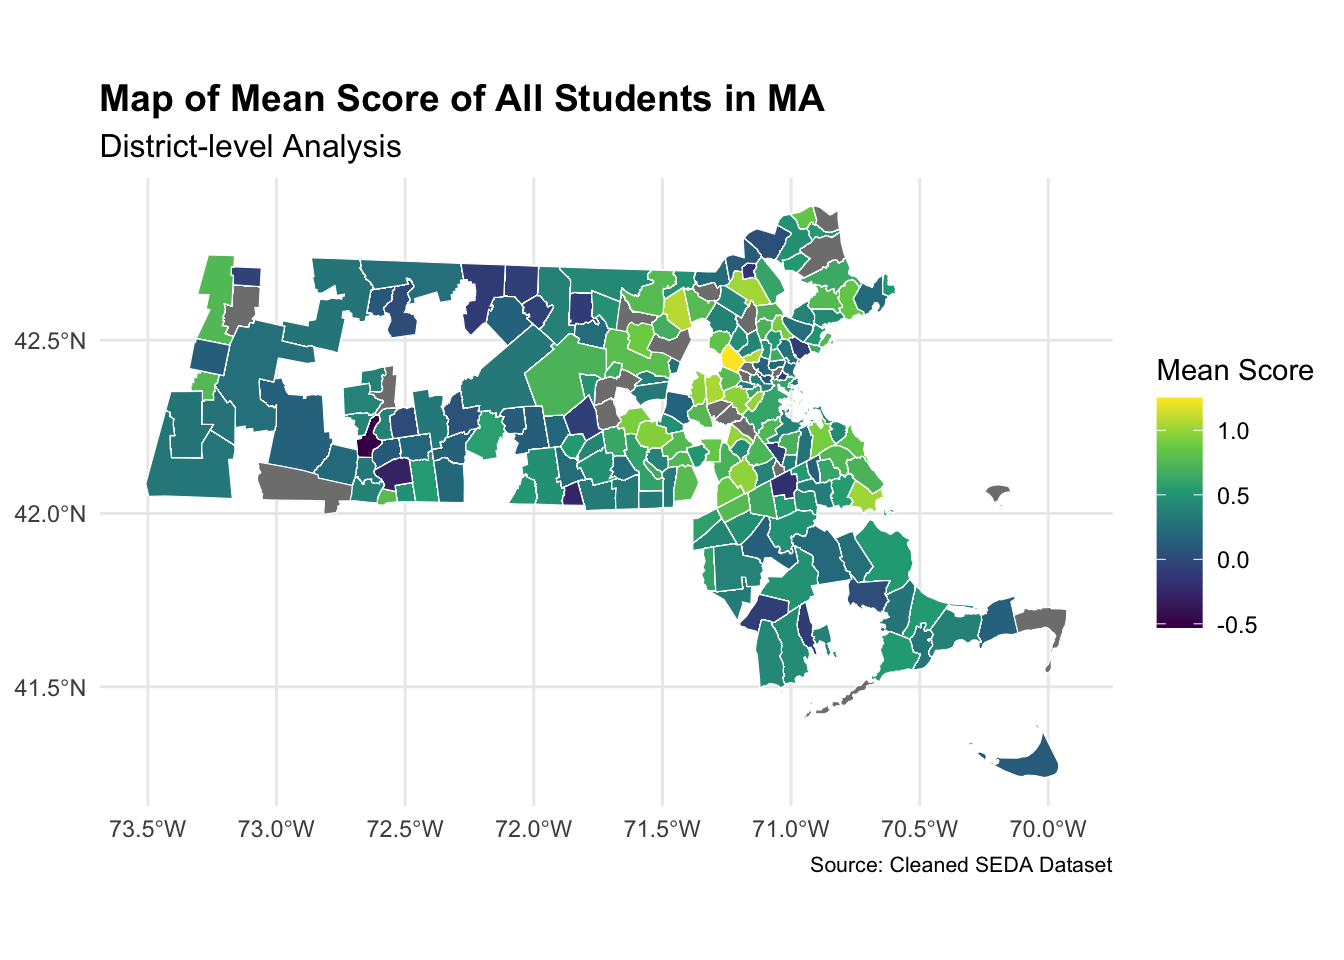 Map of Mean Score of All Students in MA
District-level Analysis
42.5°N
42.0°N
41.5°N
73.5°W 73.0°W 72.5°W 72.0°W 71.5°W 71.0°W 70.5°W 70.0°W
Mean Score
1.0
0.5
0.0
-0.5
Source: Cleaned SEDA Dataset